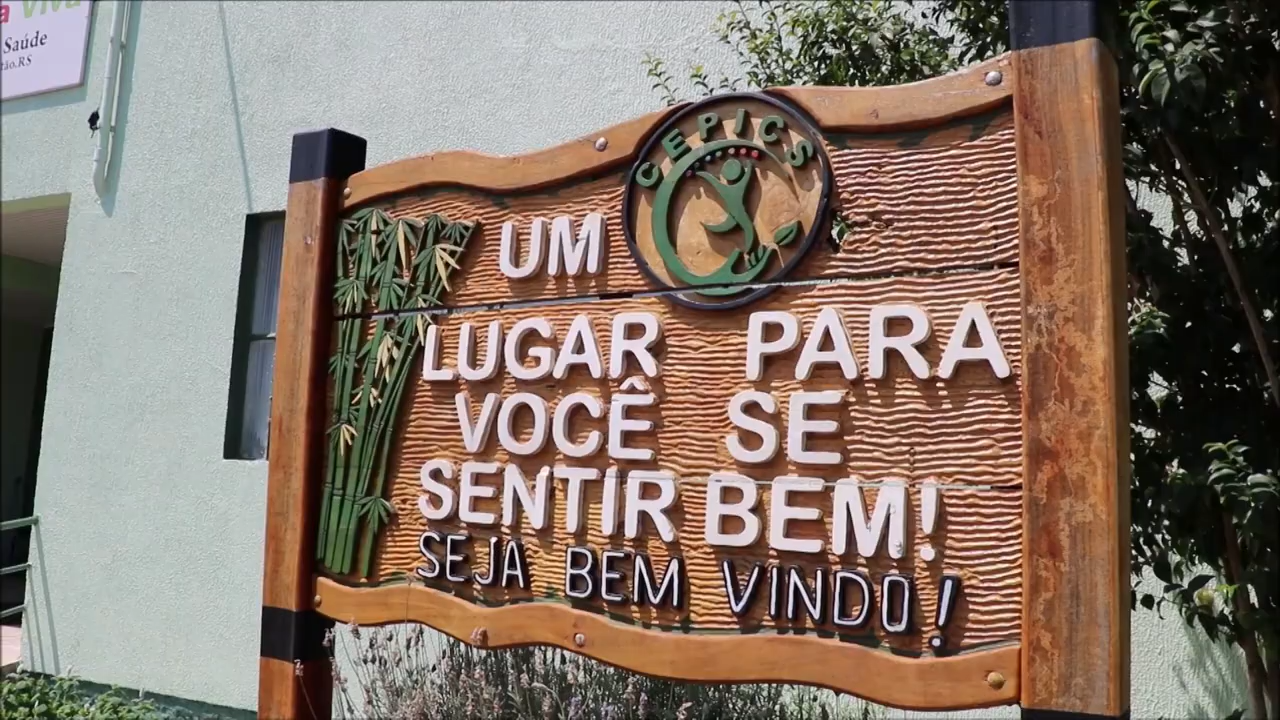 Saúde
CEPICS
UM
LUGAR PARA
VOCÊ SE
SENTIR BEM!
SEJA BEM VINDO!